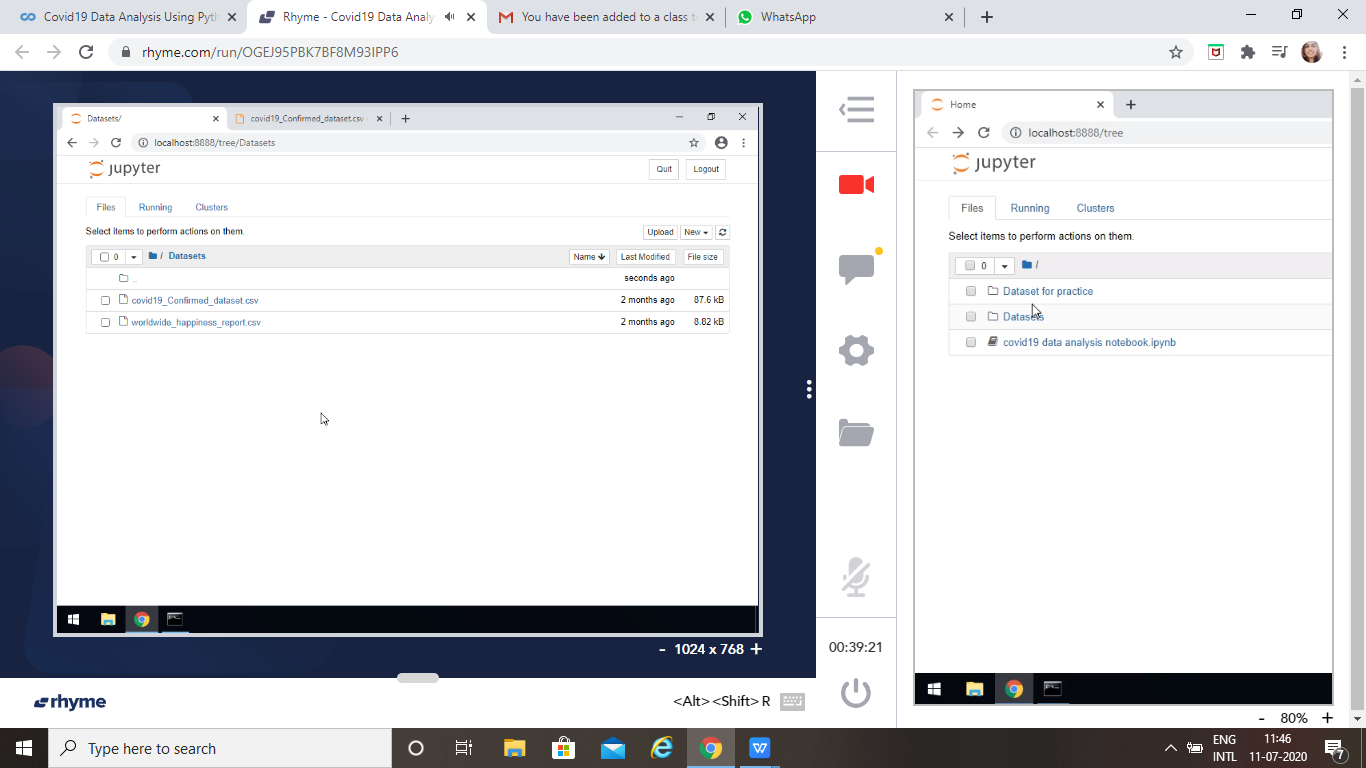 Covid19 Data Analysis Using Pyth
Rhyme - Covid19 Data Analy
You have been added to a class t
WhatsApp
rhyme.com/run/OGEJ95PBK7BF8M93IPP6
Datasets/
covid19_Confirmed_dataset.csv
localhost:8888/tree/Datasets
jupyter
Quit
Logout
Files
Running
Clusters
Select items to perform actions on them.
Upload
New
0
/ Datasets
Name
Last Modified
File size
..
seconds ago
covid19_Confirmed_dataset.csv
2 months ago
87.6 kB
worldwide_happiness_report.csv
2 months ago
8.82 kB
- 1024 x 768 +
rhyme
<Alt><Shift> R
00:39:21
Home
localhost:8888/tree
jupyter
Files
Running
Clusters
Select items to perform actions on them.
0
/
Dataset for practice
Datasets
covid19 data analysis notebook.ipynb
- 80% +
Type here to search
ENG
INTL
11:46
11-07-2020
7